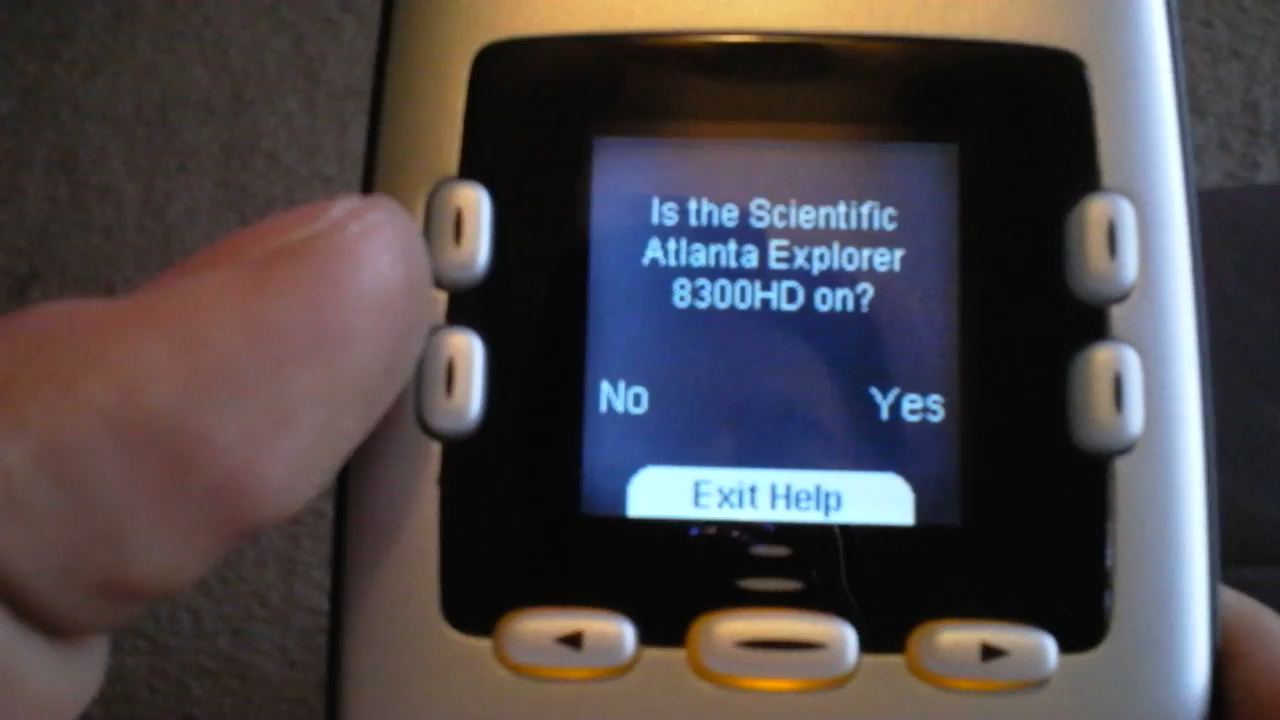 Is the Scientific
Atlanta Explorer
8300HD on?
No Yes
Exit Help